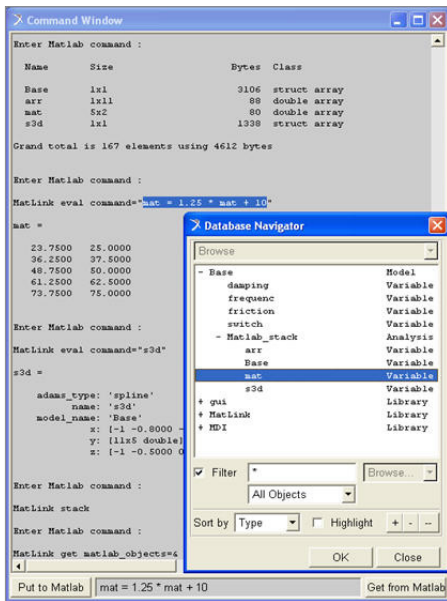 Command Window
Enter Matlab command :
Name Size Bytes Class
Base 1x1 3106 struct array
arr 1x11 88 double array
mat 5x2 80 double array
s3d 1x1 1338 struct array
Grand total is 167 elements using 4612 bytes
Enter Matlab command :
MatLink eval command="mat = 1.25 * mat + 10"
mat =
23.7500 25.0000
36.2500 37.5000
48.7500 50.0000
61.2500 62.5000
73.7500 75.0000
Enter Matlab command :
MatLink eval command="s3d"
s3d =
adams_type: 'spline'
name: 's3d'
model_name: 'Base'
x: [-1 -0.8000 -
y: [11x5 double]
z: [-1 -0.5000 0
Enter Matlab command :
MatLink stack
Enter Matlab command :
MatLink get matlab_objects=&
Put to Matlab mat = 1.25 * mat + 10 Get from Matlab
Database Navigator
Browse
- Base Model
damping Variable
frequenc Variable
friction Variable
switch Variable
- Matlab_stack Analysis
arr Variable
Base Variable
mat Variable
s3d Variable
+ gui Library
+ MatLink Library
+ MDI Library
Filter * Browse...
All Objects
Sort by Type Highlight + - --
OK Close